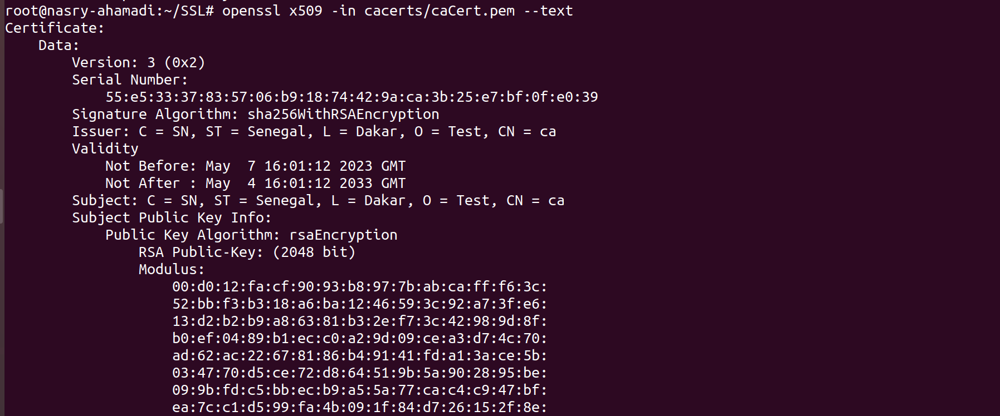 root@nasry-ahamadi:~/SSL# openssl x509 -in cacerts/caCert.pem --text
Certificate:
    Data:
        Version: 3 (0x2)
        Serial Number:
            55:e5:33:37:83:57:06:b9:18:74:42:9a:ca:3b:25:e7:bf:0f:e0:39
        Signature Algorithm: sha256WithRSAEncryption
        Issuer: C = SN, ST = Senegal, L = Dakar, O = Test, CN = ca
        Validity
            Not Before: May  7 16:01:12 2023 GMT
            Not After : May  4 16:01:12 2033 GMT
        Subject: C = SN, ST = Senegal, L = Dakar, O = Test, CN = ca
        Subject Public Key Info:
            Public Key Algorithm: rsaEncryption
                RSA Public-Key: (2048 bit)
                Modulus:
                    00:d0:12:fa:cf:90:93:b8:97:7b:ab:ca:ff:f6:3c:
                    52:bb:f3:b3:18:a6:ba:12:46:59:3c:92:a7:3f:e6:
                    13:d2:b2:b9:a8:63:81:b3:2e:f7:3c:42:98:9d:8f:
                    b0:ef:04:89:b1:ec:c0:a2:9d:09:ce:a3:d7:4c:70:
                    ad:62:ac:22:67:81:86:b4:91:41:fd:a1:3a:ce:5b:
                    03:47:70:d5:ce:72:d8:64:51:9b:5a:90:28:95:be:
                    09:9b:fd:c5:bb:ec:b9:a5:5a:77:ca:c4:c9:47:bf:
                    ea:7c:c1:d5:99:fa:4b:09:1f:84:d7:26:15:2f:8e: